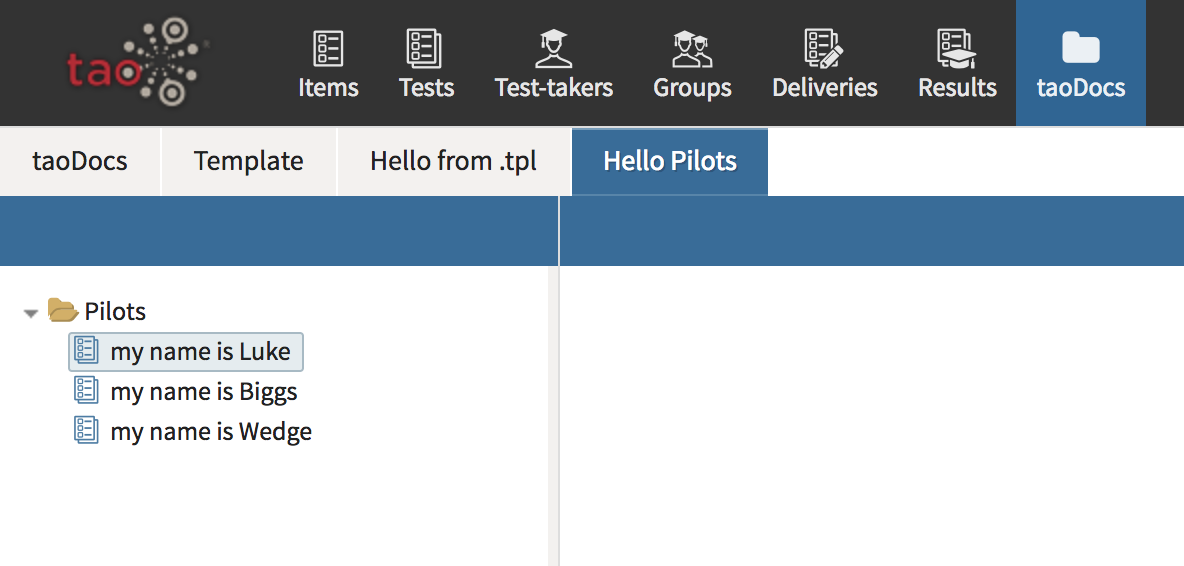 tao
Items
Tests
Test-takers
Groups
Deliveries
Results
taoDocs
taoDocs
Template
Hello from .tpl
Hello Pilots
Pilots
my name is Luke
my name is Biggs
my name is Wedge